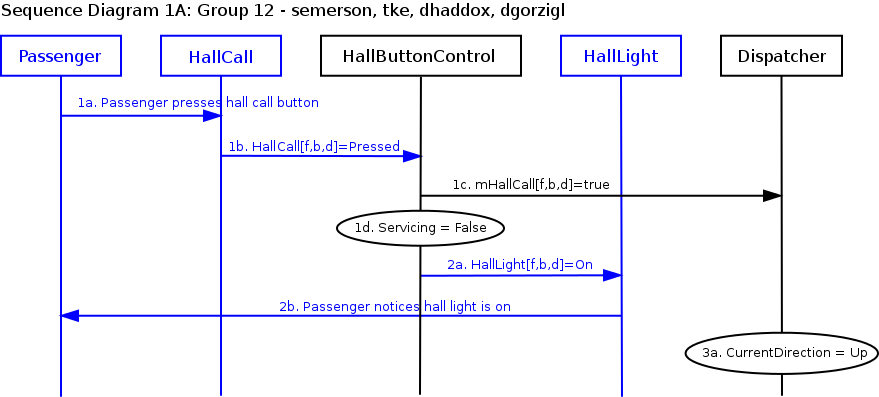 Sequence Diagram 1A: Group 12 - semerson, tke, dhaddox, dgorzigl
Passenger
HallCall
HallButtonControl
HallLight
Dispatcher
1a. Passenger presses hall call button
1b. HallCall[f,b,d]=Pressed
1c. mHallCall[f,b,d]=true
1d. Servicing = False
2a. HallLight[f,b,d]=On
2b. Passenger notices hall light is on
3a. CurrentDirection = Up